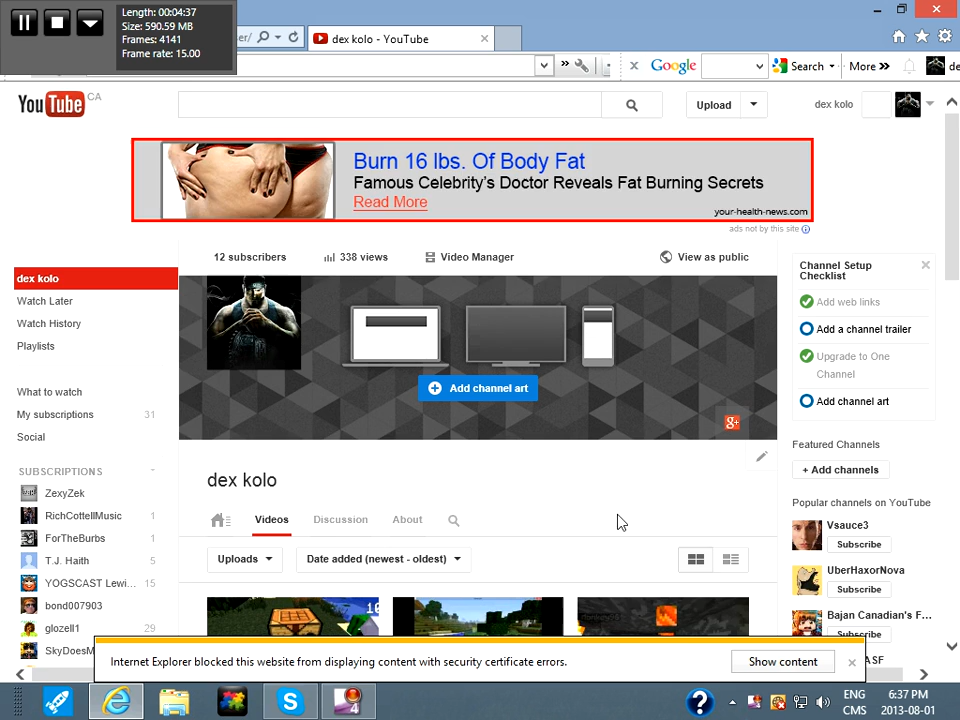 Length: 00:04:37
Size: 590.59 MB
Frames: 4141
Frame rate: 15.00
er/
dex kolo - YouTube
Google
Search
More
de
YouTube CA
Upload
dex kolo
Burn 16 lbs. Of Body Fat
Famous Celebrity's Doctor Reveals Fat Burning Secrets
Read More
your-health-news.com
ads not by this site
12 subscribers
338 views
Video Manager
View as public
dex kolo
Watch Later
Watch History
Playlists
What to watch
My subscriptions 31
Social
SUBSCRIPTIONS
ZexyZek
RichCottellMusic 1
ForTheBurbs 1
T.J. Haith 5
YOGSCAST Lewi... 15
bond007903
glozell1 29
SkyDoesM
Add channel art
g+
dex kolo
Videos
Discussion
About
Uploads
Date added (newest - oldest)
Channel Setup
Checklist
Add web links
Add a channel trailer
Upgrade to One
Channel
Add channel art
Featured Channels
+ Add channels
Popular channels on YouTube
Vsauce3
Subscribe
UberHaxorNova
Subscribe
Bajan Canadian's F...
Subscribe
ASF
Internet Explorer blocked this website from displaying content with security certificate errors.
Show content
ENG
CMS
6:37 PM
2013-08-01